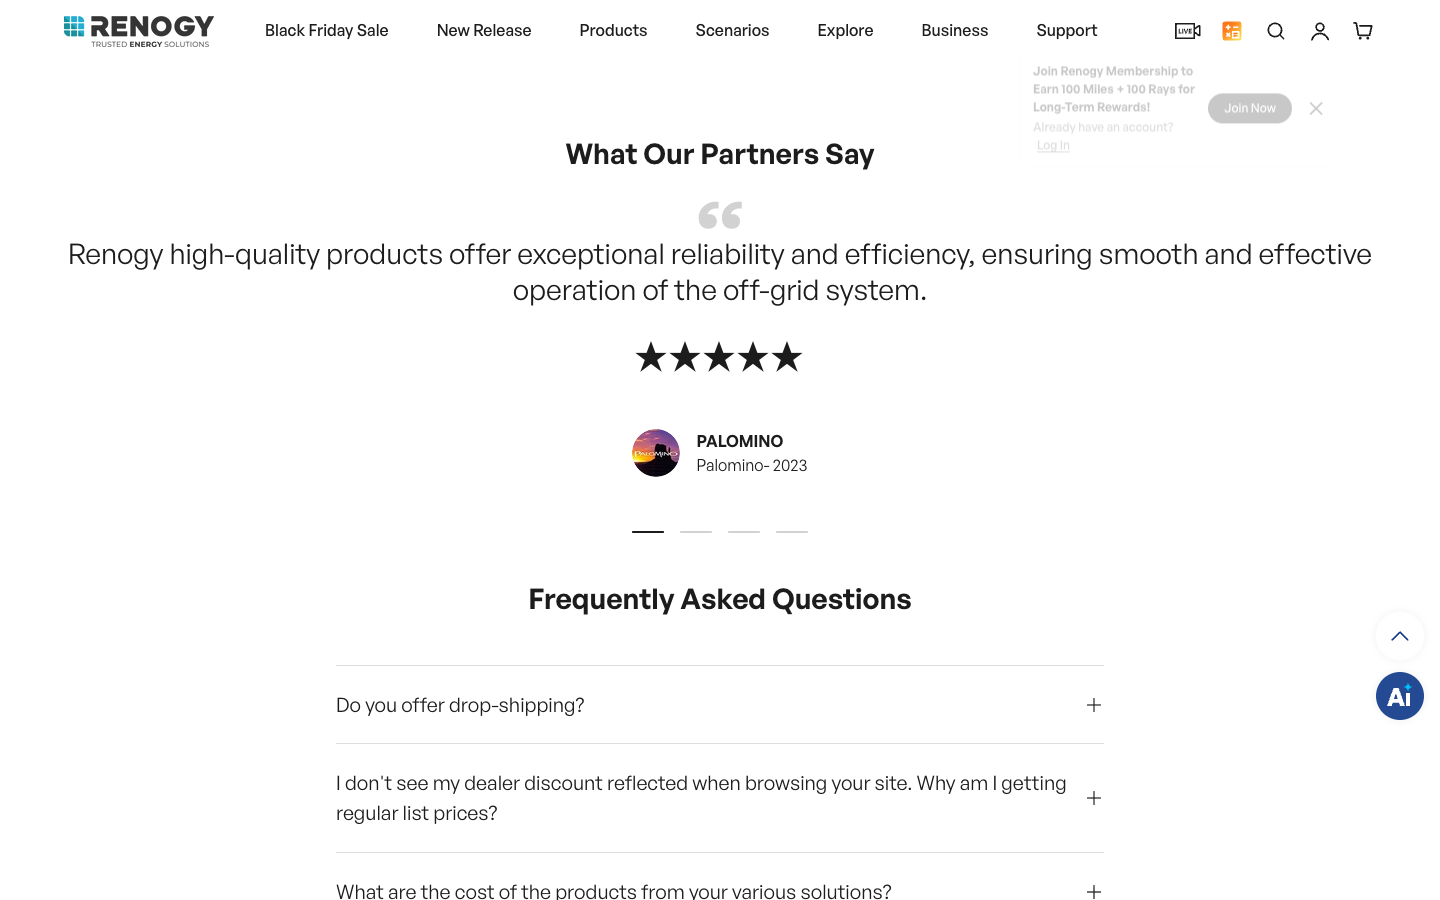 RENOGY
TRUSTED ENERGY SOLUTIONS
Black Friday Sale
New Release
Products
Scenarios
Explore
Business
Support
LIVE
Join Renogy Membership to
Earn 100 Miles + 100 Rays for
Long-Term Rewards!
Already have an account?
Log In
Join Now
What Our Partners Say
“
Renogy high-quality products offer exceptional reliability and efficiency, ensuring smooth and effective
operation of the off-grid system.
PALOMINO
PALOMINO
Palomino- 2023
Frequently Asked Questions
Do you offer drop-shipping?
I don't see my dealer discount reflected when browsing your site. Why am I getting
regular list prices?
What are the cost of the products from your various solutions?
Ai